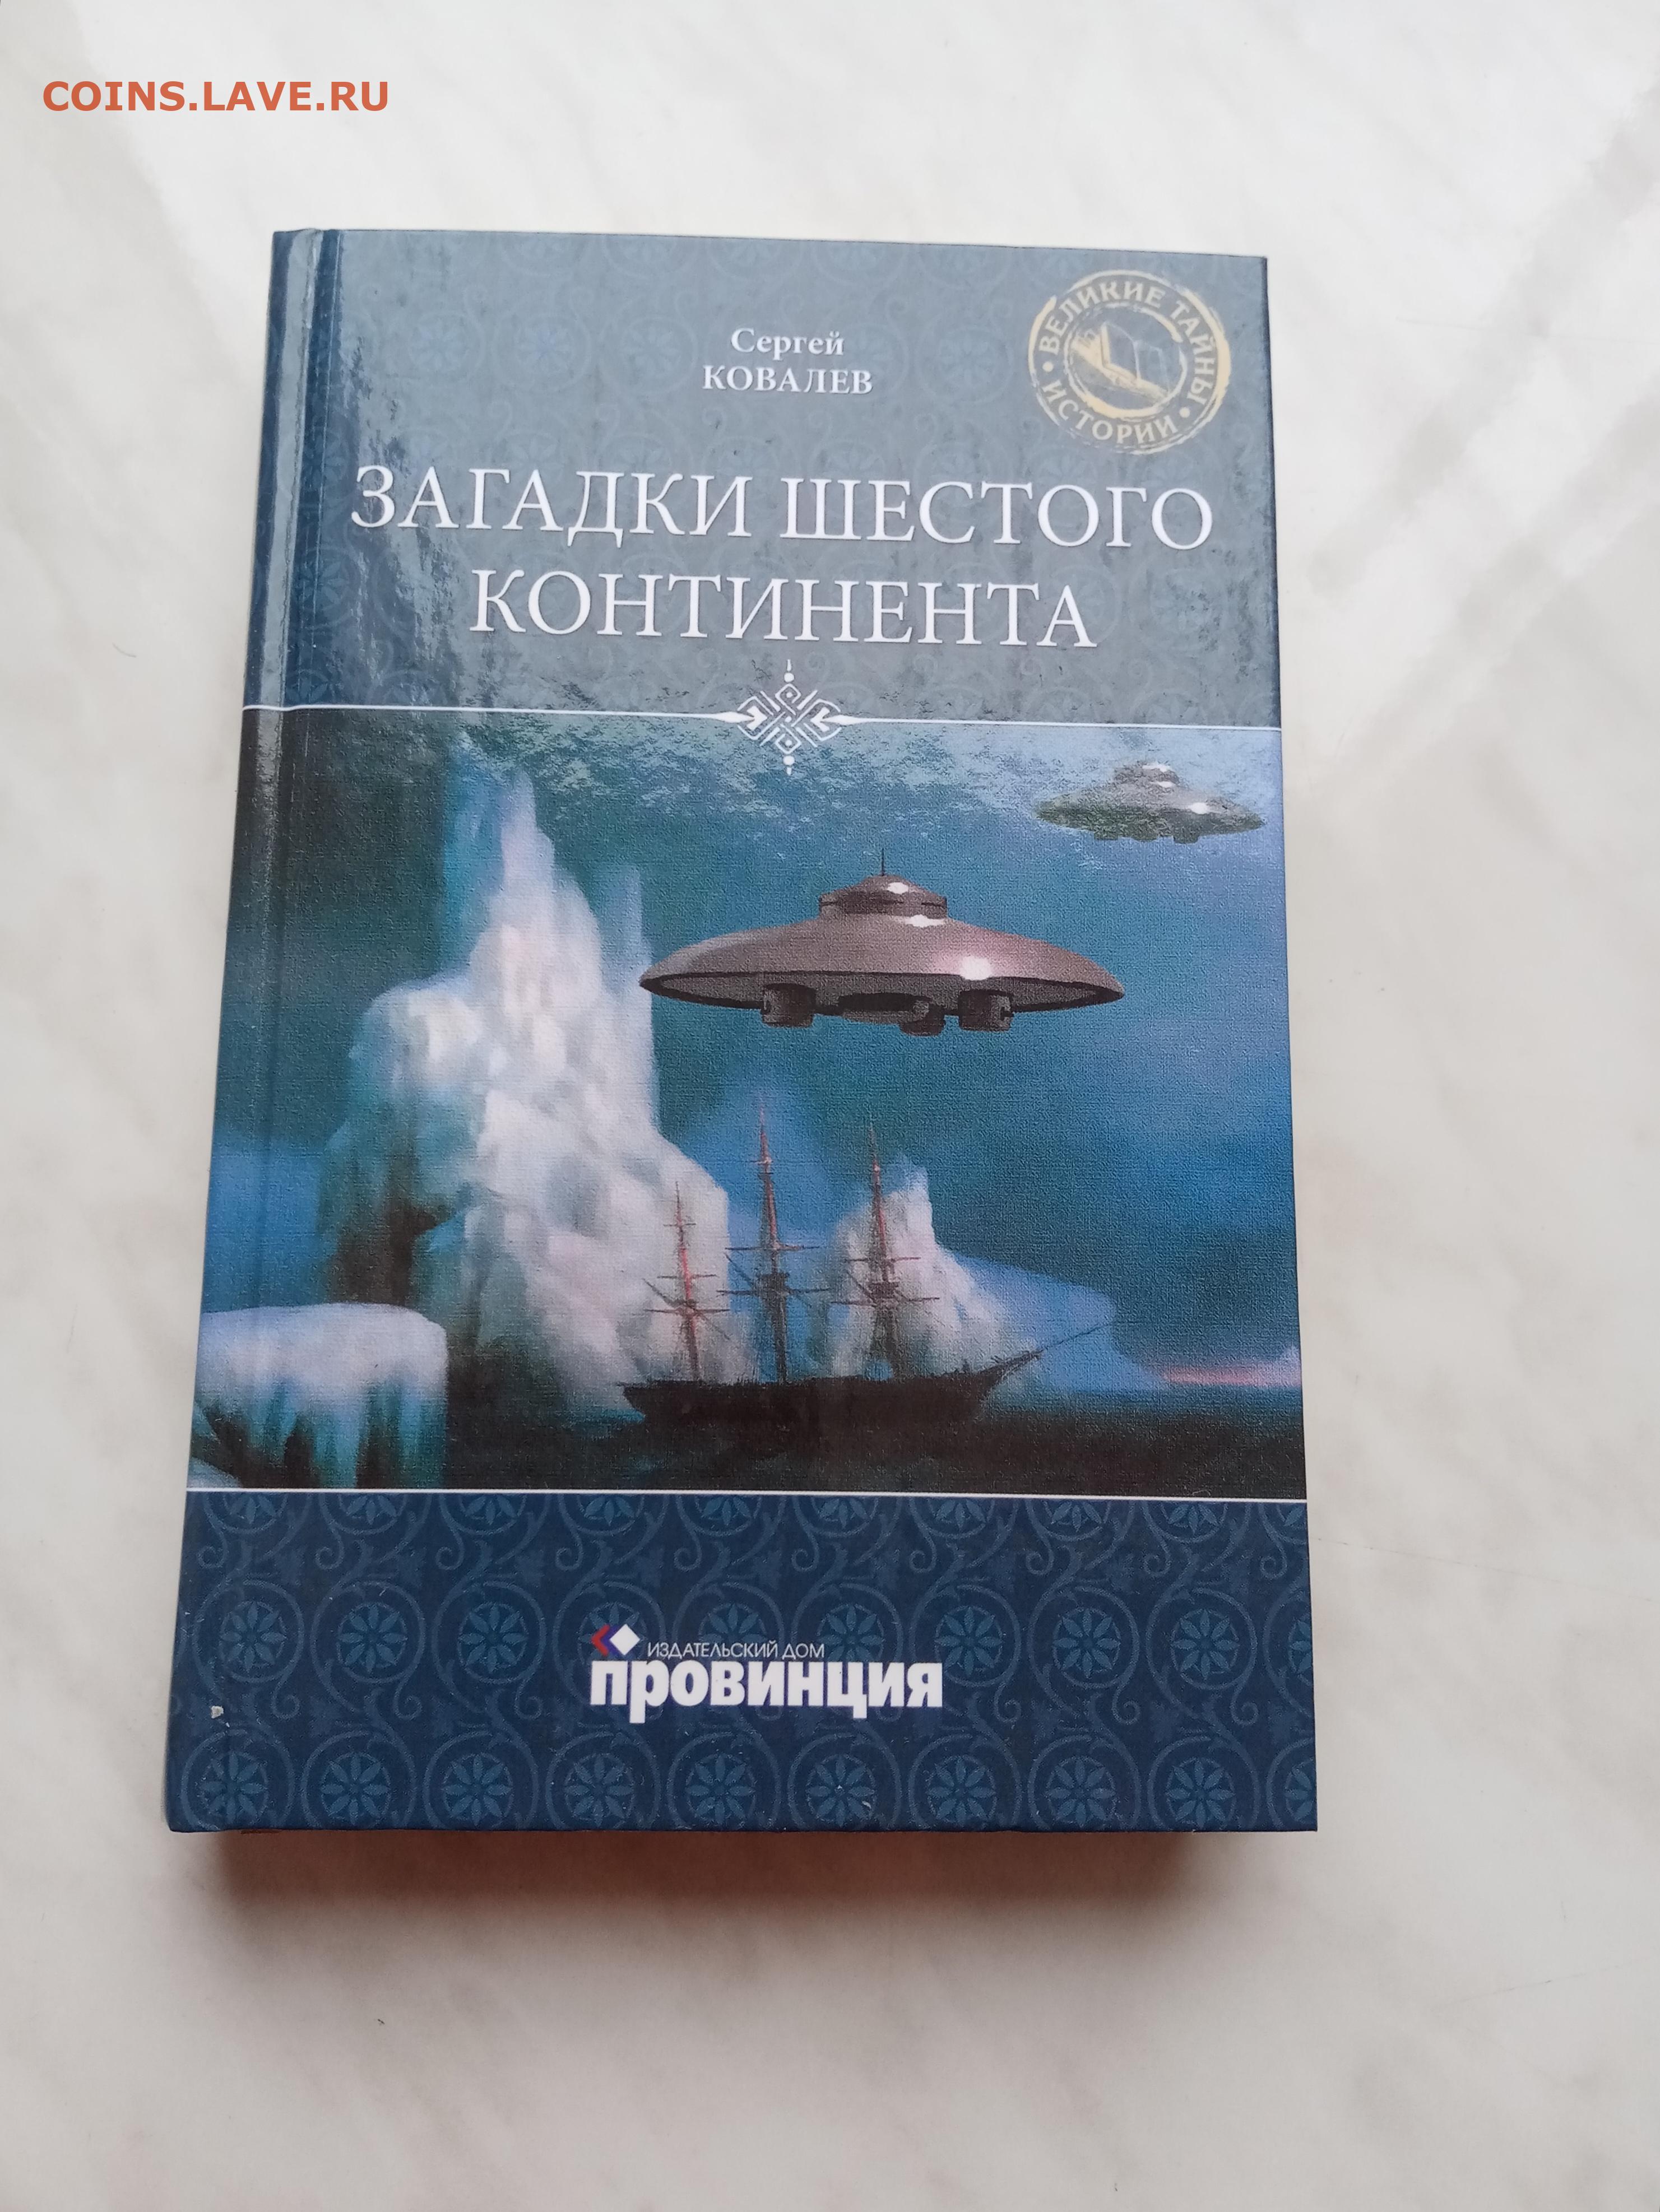 COINS.LAVE.RU
Сергей
КОВАЛЕВ
ВЕЛИКИЕ ТАЙНЫ
• ИСТОРИИ •
ЗАГАДКИ ШЕСТОГО
КОНТИНЕНТА
ИЗДАТЕЛЬСКИЙ ДОМ
ПРОВИНЦИЯ